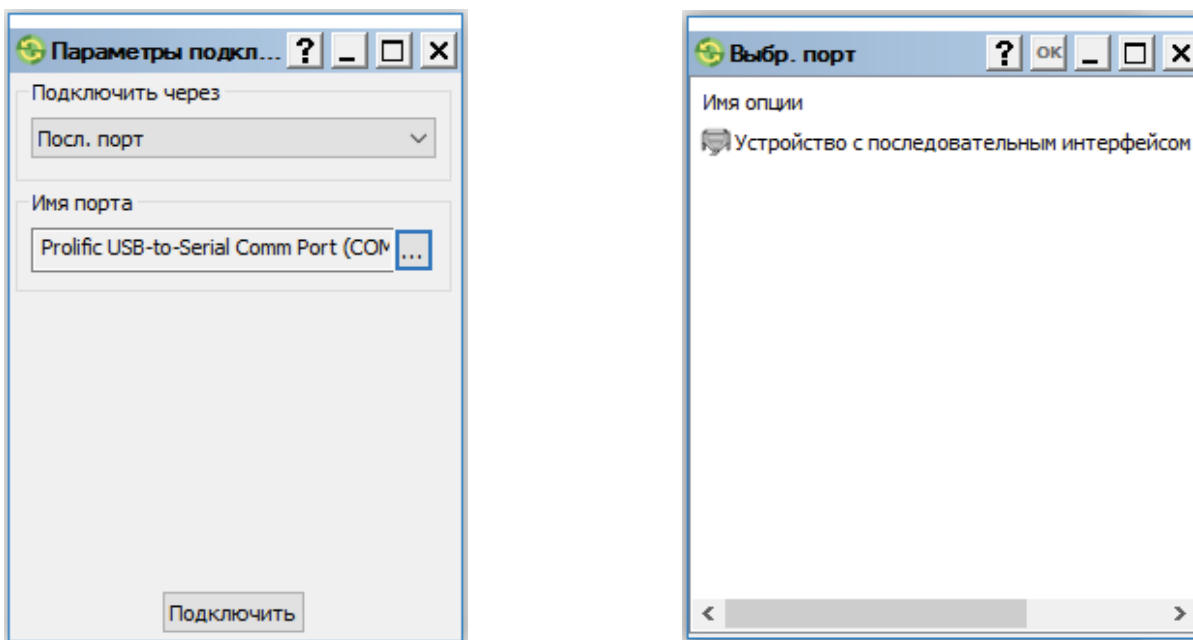 Параметры подкл... ?
Подключить через
Посл. порт
Имя порта
Prolific USB-to-Serial Comm Port (COM ...
Подключить
Выбр. порт ? ОК
Имя опции
Устройство с последовательным интерфейсом